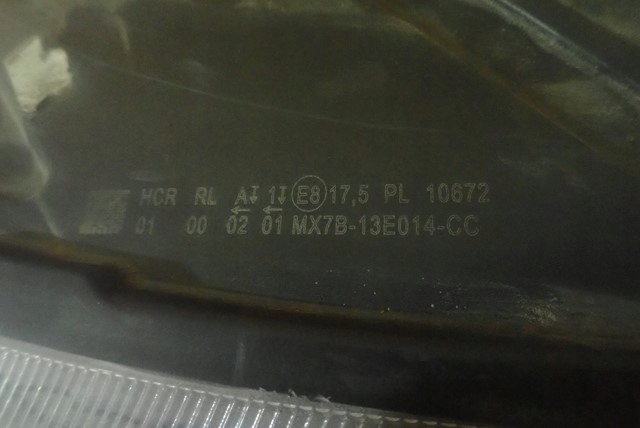 HCR RL A 1 E8 17,5 PL 10672
01 00 02 01 MX7B-13E014-CC